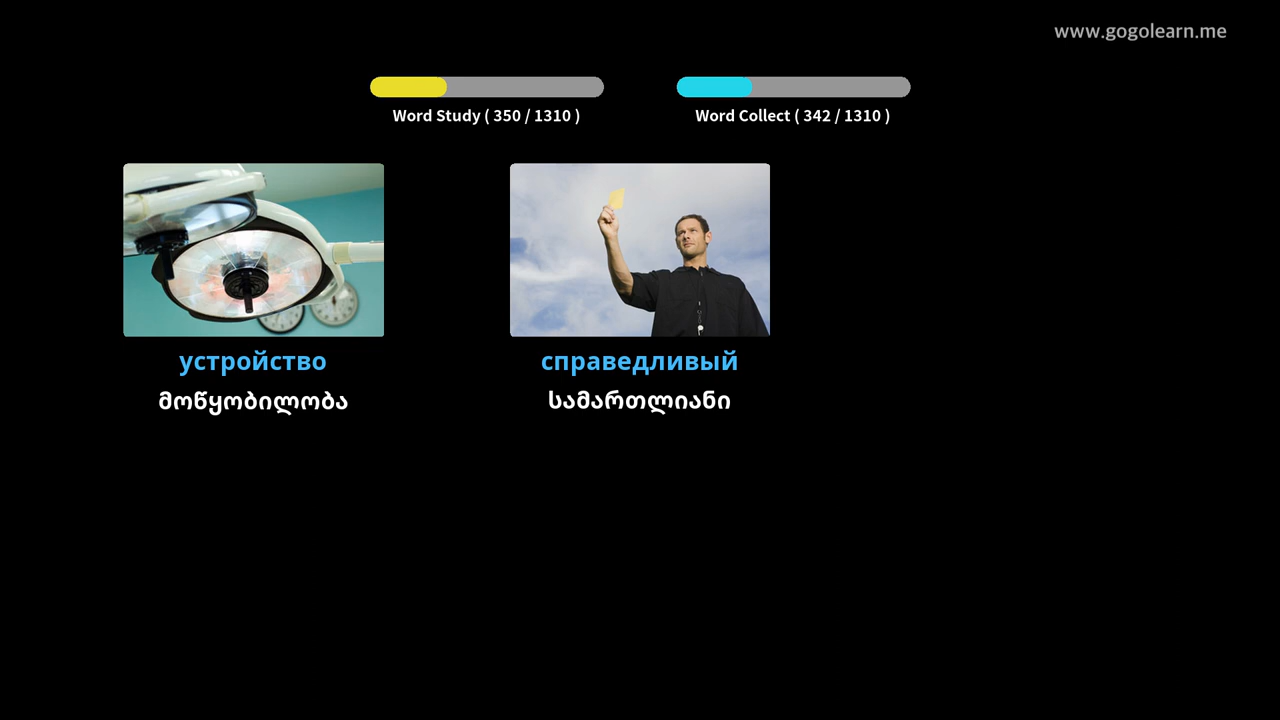 www.gogolearn.me
Word Study ( 350 / 1310 )
Word Collect ( 342 / 1310 )
устройство
მოწყობილობა
справедливый
სამართლიანი